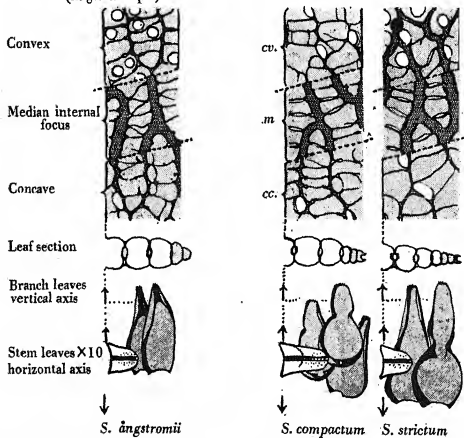 Convex
cv.
Median internal
focus
.m
Concave
cc.
Leaf section
Branch leaves
vertical axis
Stem leaves × 10
horizontal axis
S. ångstromii
S. compactum
S. strictum